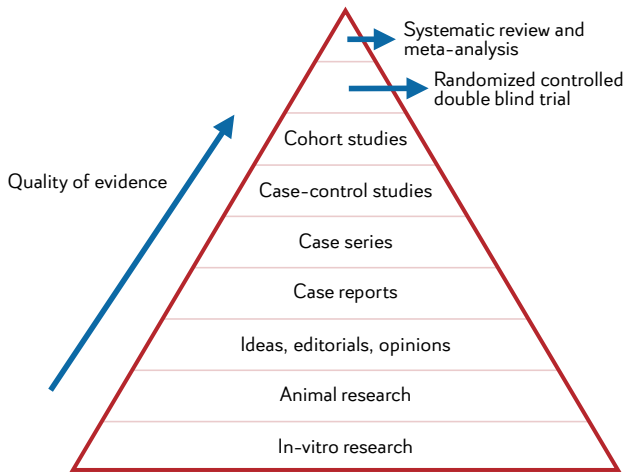 Systematic review and
meta-analysis
Randomized controlled
double blind trial
Cohort studies
Quality of evidence
Case-control studies
Case series
Case reports
Ideas, editorials, opinions
Animal research
In-vitro research